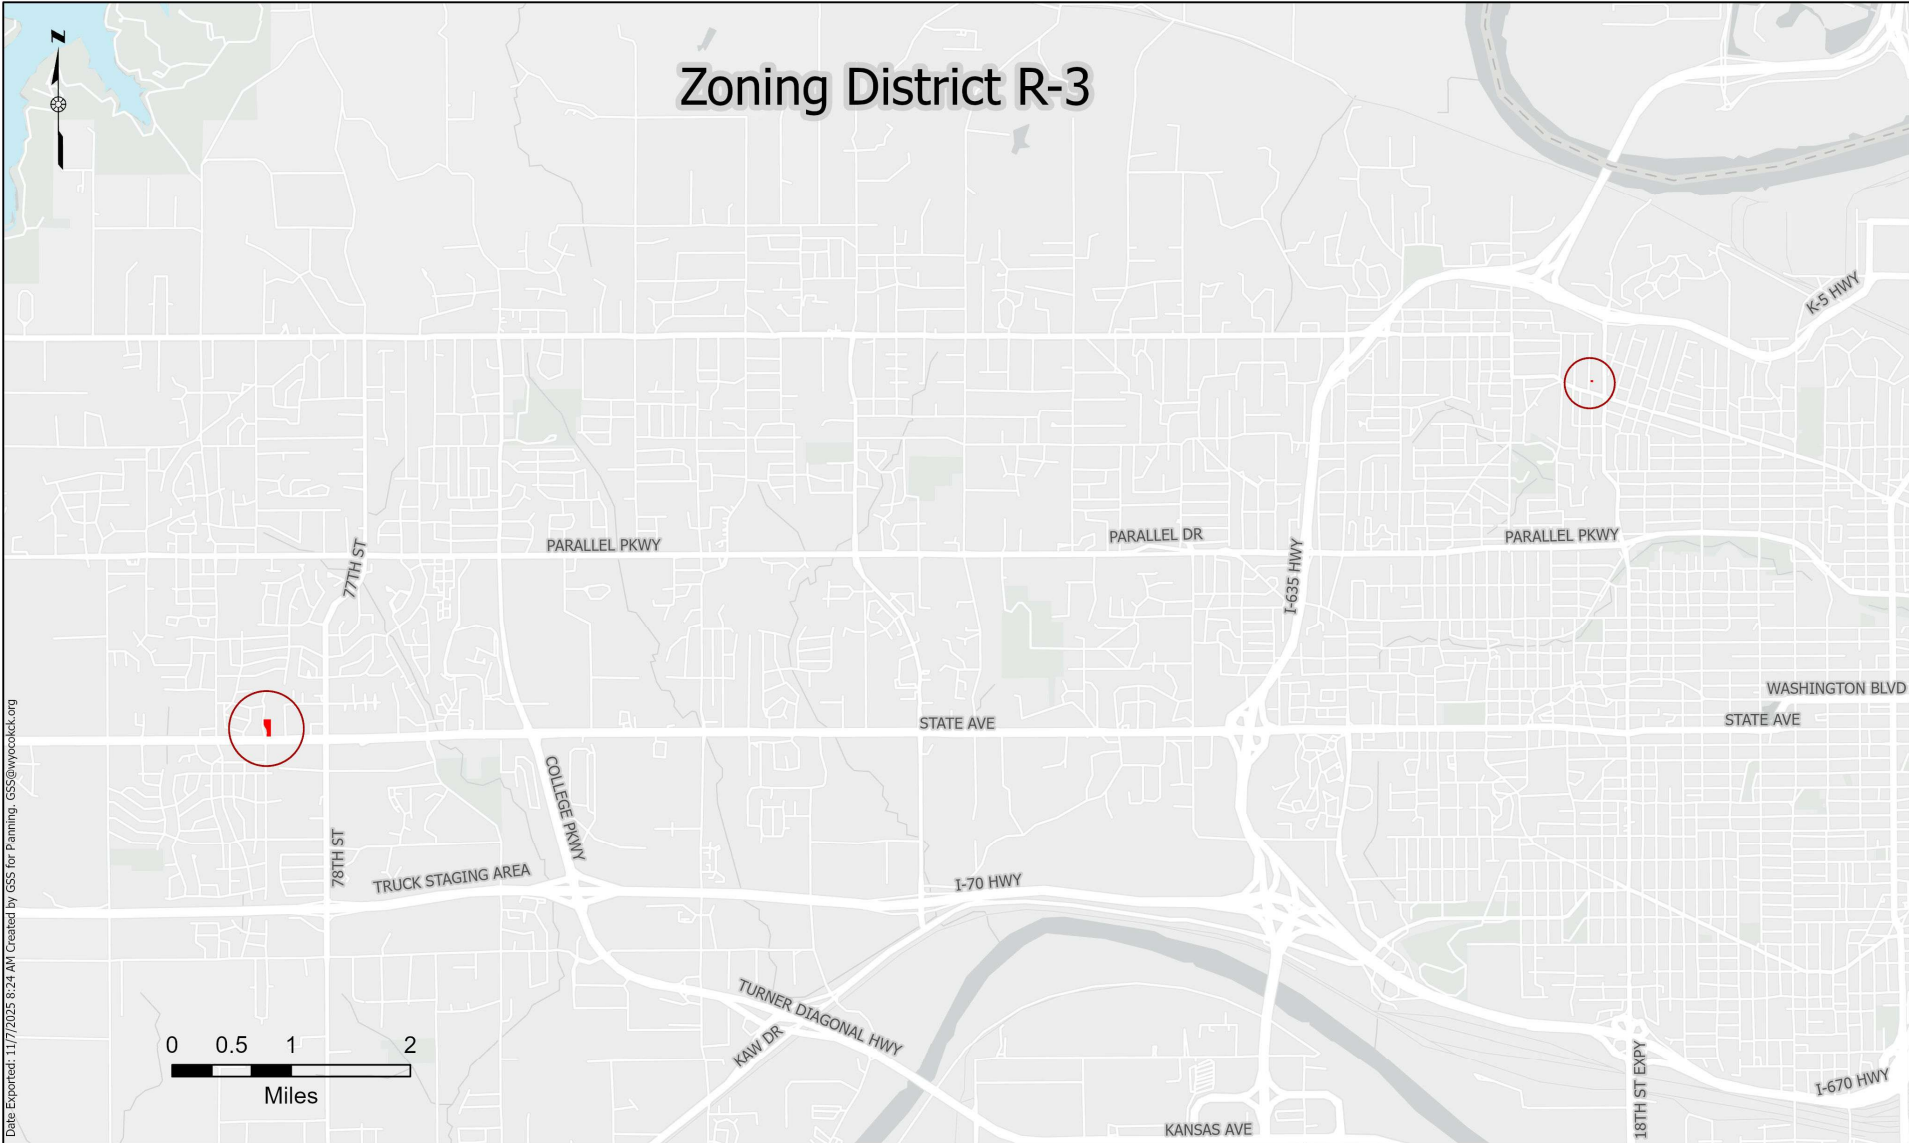 Zoning District R-3
N
K-5 HWY
PARALLEL PKWY
PARALLEL DR
PARALLEL PKWY
77TH ST
I-635 HWY
WASHINGTON BLVD
STATE AVE
STATE AVE
COLLEGE PKWY
78TH ST
TRUCK STAGING AREA
I-70 HWY
TURNER DIAGONAL HWY
KAW DR
18TH ST EXPY
I-670 HWY
KANSAS AVE
0 0.5 1 2
Miles
Date Exported: 11/7/2025 8:24 AM Created by GSS for Panning. GSS@wyocokck.org